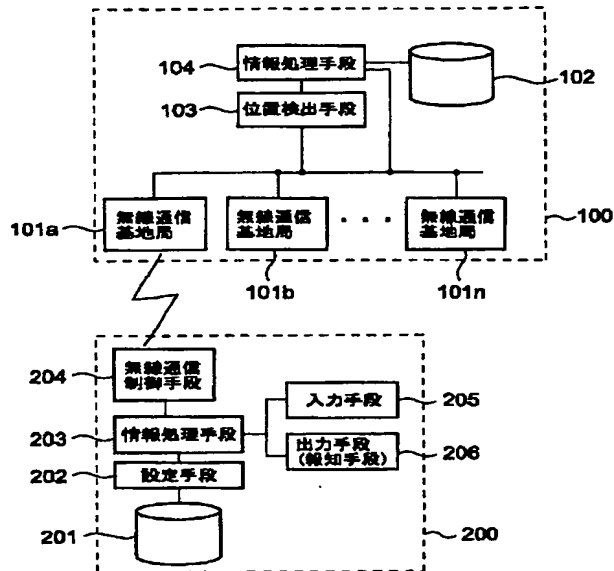 104
情報処理手段
102
103
位置検出手段
無線通信
基地局
無線通信
基地局
・・・
無線通信
基地局
101a
101b
101n
100
204
無線通信
制御手段
入力手段
205
203
情報処理手段
出力手段
(報知手段)
206
202
設定手段
201
200